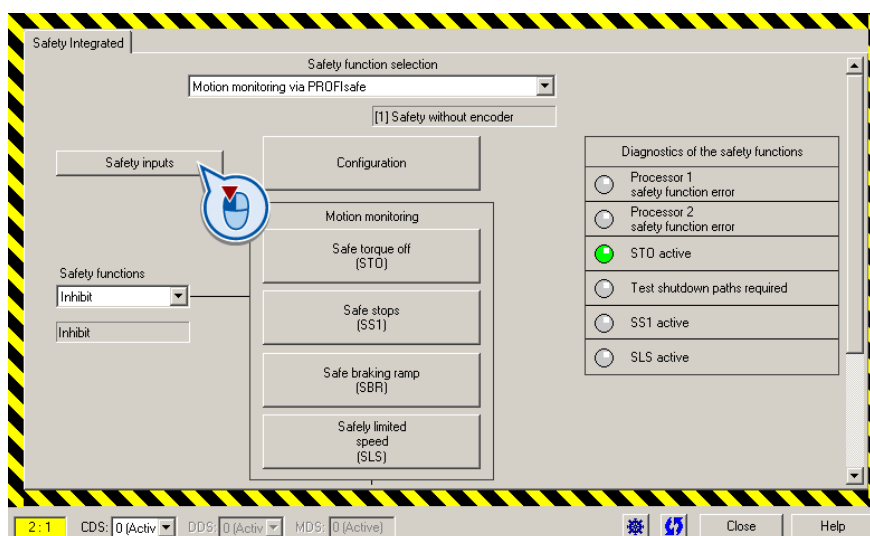 Safety Integrated
Safety function selection
Motion monitoring via PROFIsafe
[1] Safety without encoder
Safety inputs
Configuration
Motion monitoring
Safe torque off
(STO)
Safety functions
Inhibit
Inhibit
Safe stops
(SS1)
Safe braking ramp
(SBR)
Safely limited
speed
(SLS)
Diagnostics of the safety functions
Processor 1
safety function error
Processor 2
safety function error
STO active
Test shutdown paths required
SS1 active
SLS active
2:1 CDS: 0 (Activ DDS: 0 (Activ MDS: 0 (Active) Close Help